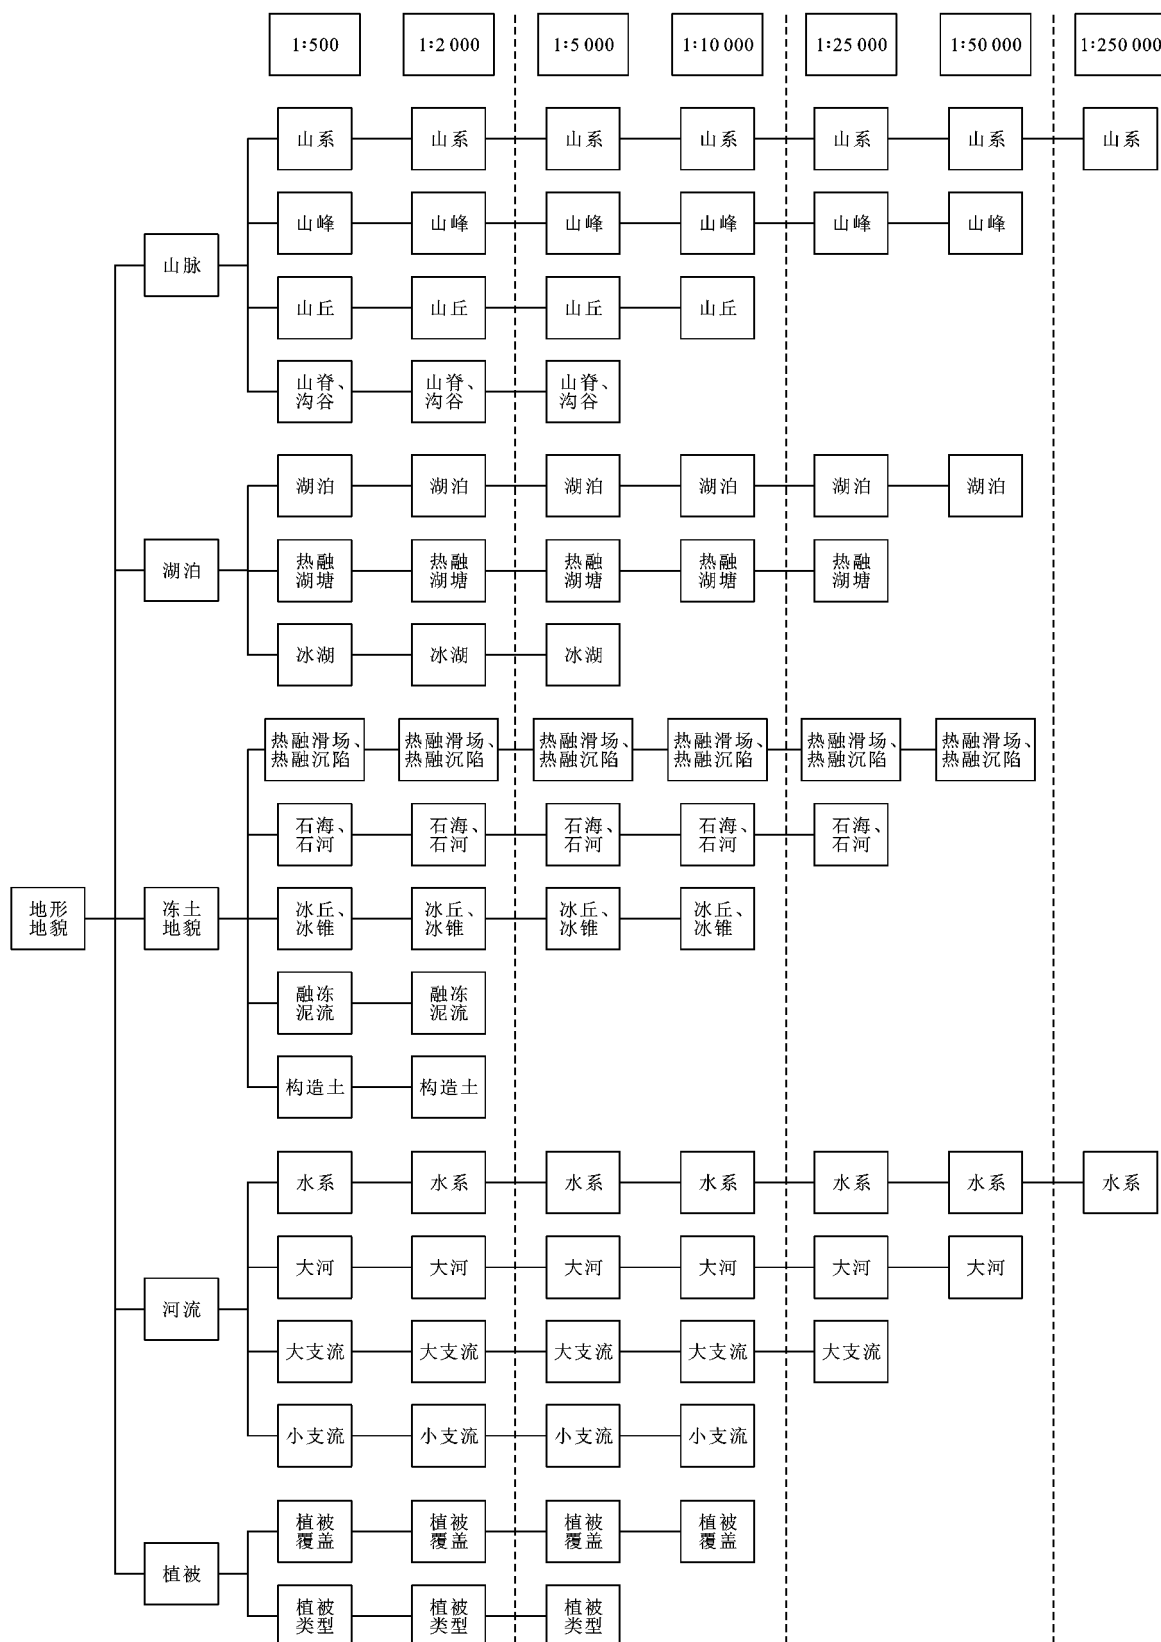 1:500 1:2 000 1:5 000 1:10 000 1:25 000 1:50 000 1:250 000
山系 山系 山系 山系 山系 山系 山系
山峰 山峰 山峰 山峰 山峰 山峰
山脉
山丘 山丘 山丘 山丘
山脊、 山脊、 山脊、
沟谷 沟谷 沟谷
湖泊 湖泊 湖泊 湖泊 湖泊 湖泊
湖泊
热融 热融 热融 热融 热融
湖塘 湖塘 湖塘 湖塘 湖塘
冰湖 冰湖 冰湖
热融滑场、 热融滑场、 热融滑场、 热融滑场、 热融滑场、 热融滑场、
热融沉陷 热融沉陷 热融沉陷 热融沉陷 热融沉陷 热融沉陷
石海、 石海、 石海、 石海、 石海、
石河 石河 石河 石河 石河
地形 冻土 冰丘、 冰丘、 冰丘、 冰丘、
地貌 地貌 冰锥 冰锥 冰锥 冰锥
融冻 融冻
泥流 泥流
构造土 构造土
水系 水系 水系 水系 水系 水系 水系
大河 大河 大河 大河 大河 大河
河流
大支流 大支流 大支流 大支流 大支流
小支流 小支流 小支流 小支流
植被 植被 植被 植被
覆盖 覆盖 覆盖 覆盖
植被
植被 植被 植被
类型 类型 类型